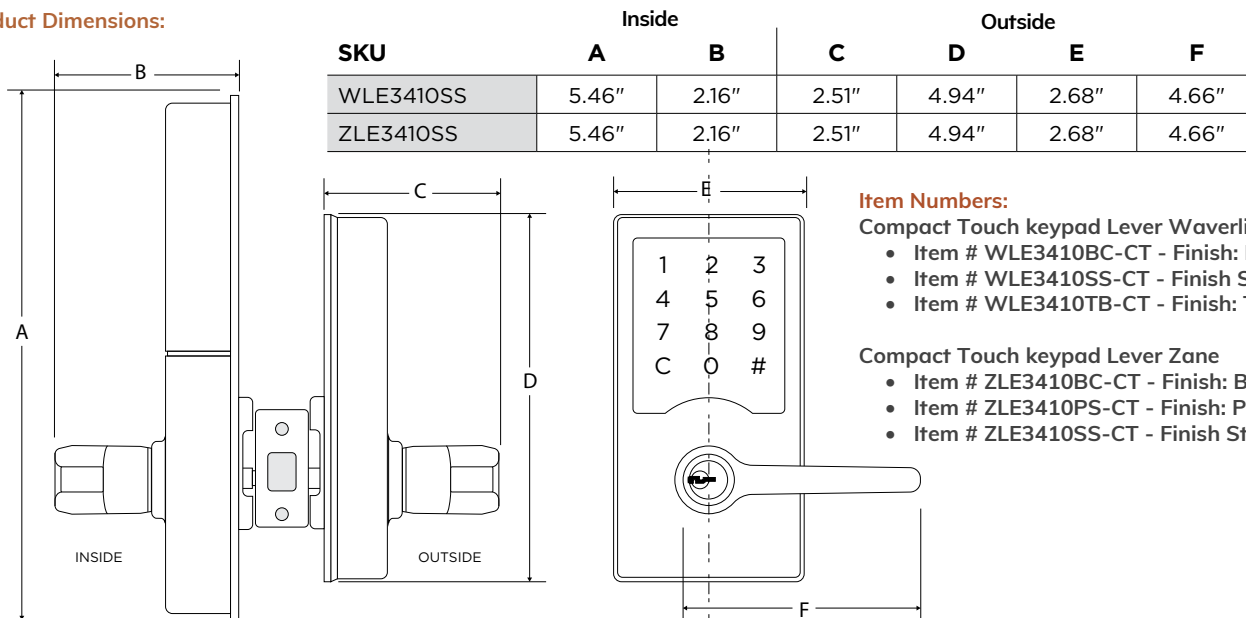 duct Dimensions:
Inside Outside
SKU A B C D E F
WLE3410SS 5.46" 2.16" 2.51" 4.94" 2.68" 4.66"
ZLE3410SS 5.46" 2.16" 2.51" 4.94" 2.68" 4.66"
B
A
C
D
E
F
1 2 3
4 5 6
7 8 9
C 0 #
INSIDE
OUTSIDE
Item Numbers:
Compact Touch keypad Lever Waverli
• Item # WLE3410BC-CT - Finish:
• Item # WLE3410SS-CT - Finish S
• Item # WLE3410TB-CT - Finish: T
Compact Touch keypad Lever Zane
• Item # ZLE3410BC-CT - Finish: B
• Item # ZLE3410PS-CT - Finish: P
• Item # ZLE3410SS-CT - Finish St